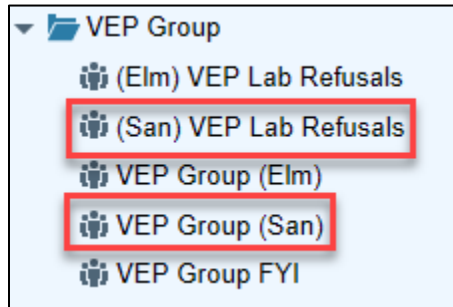 VEP Group
(Elm) VEP Lab Refusals
(San) VEP Lab Refusals
VEP Group (Elm)
VEP Group (San)
VEP Group FYI